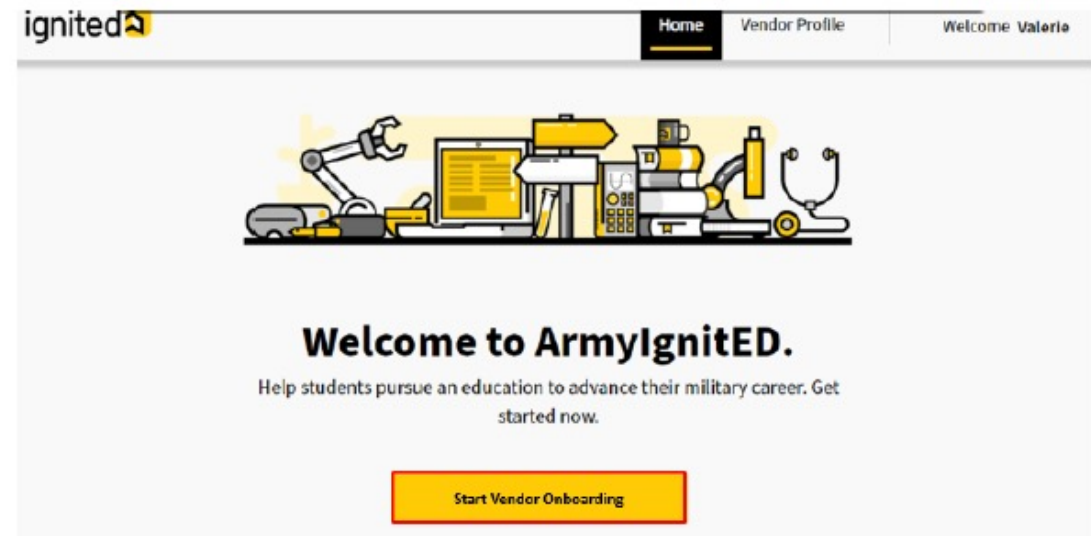 ignited
Home
Vendor Profile
Welcome Valerie
Welcome to ArmyIgnitED.
Help students pursue an education to advance their military career. Get
started now.
Start Vendor Onboarding